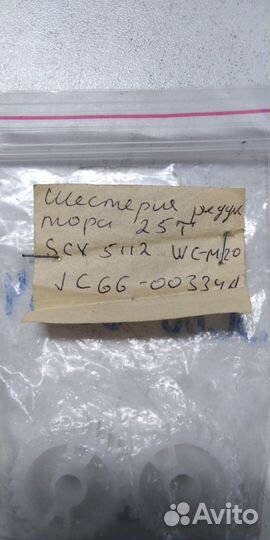 Шестерня редук
тора 25т
SCX 5112 WC-M20
JC66-00334A
Avito